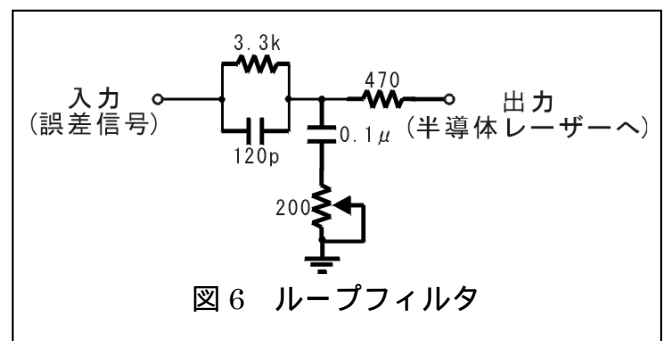 3.3k
470
入力
(誤差信号)
出力
(半導体レーザーへ)
120p
0.1μ
200
図6 ループフィルタ